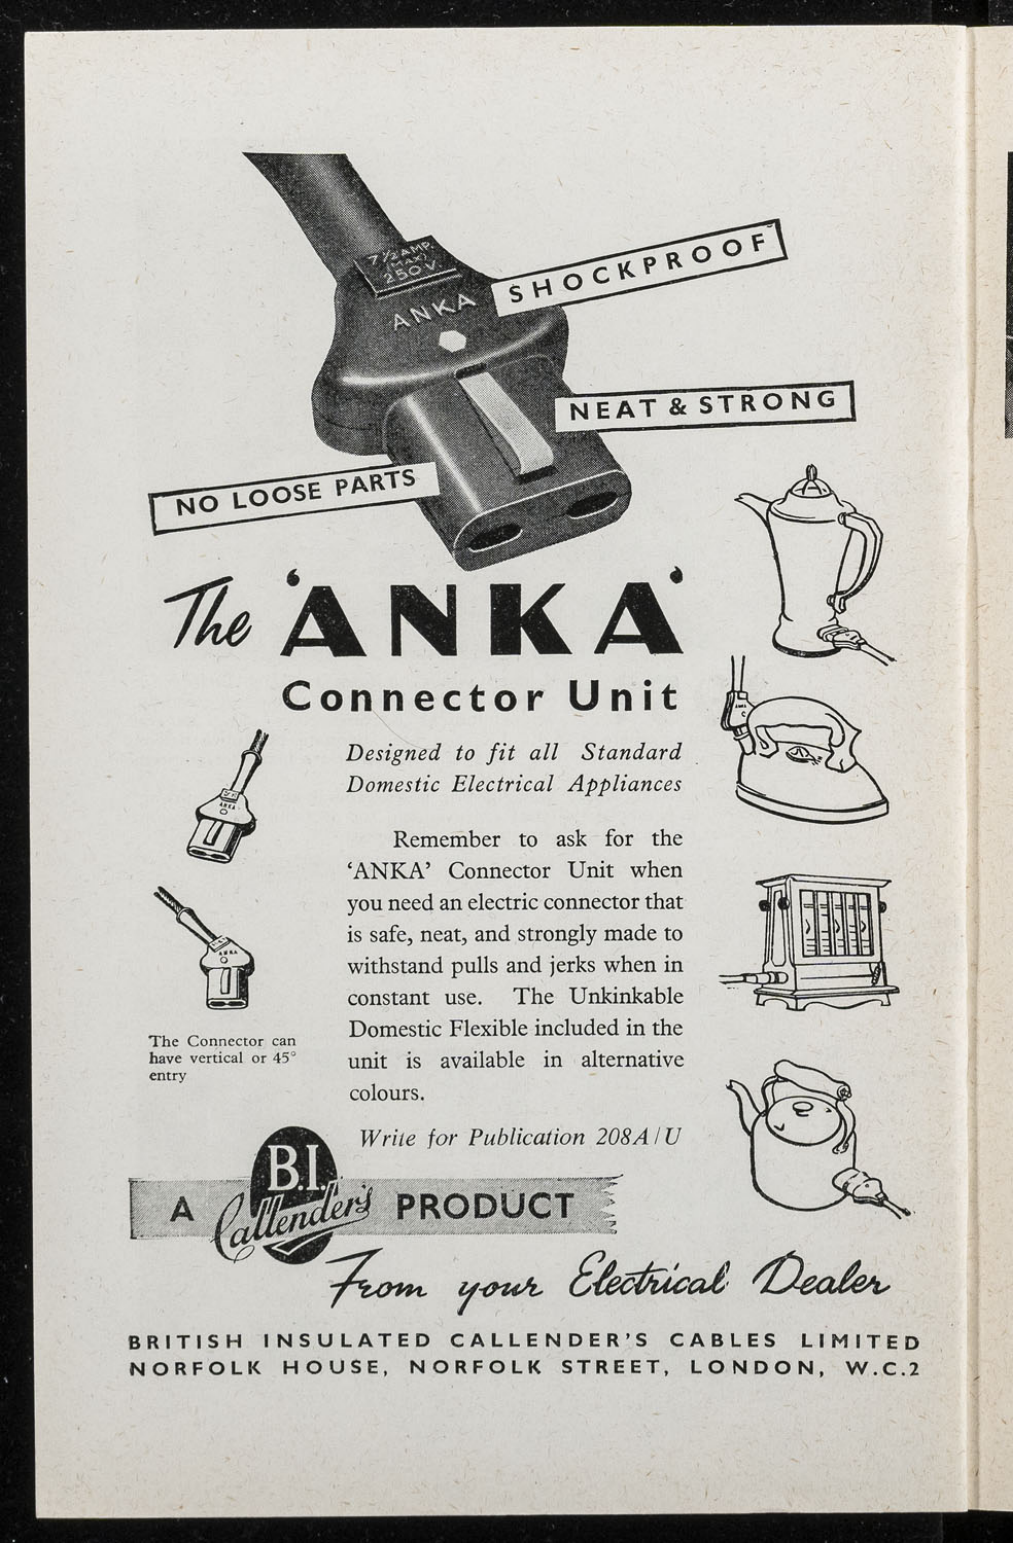 7½ AMP.
(MAX)
250 V.
ANKA
SHOCKPROOF
NEAT & STRONG
NO LOOSE PARTS
The 'ANKA'
Connector Unit
Designed to fit all Standard
Domestic Electrical Appliances
Remember to ask for the
‘ANKA’ Connector Unit when
you need an electric connector that
is safe, neat, and strongly made to
withstand pulls and jerks when in
constant use. The Unkinkable
Domestic Flexible included in the
unit is available in alternative
colours.
Write for Publication 208A/U
ANKA
ANKA
The Connector can
have vertical or 45°
entry
A B.I. Callender's PRODUCT
From your Electrical Dealer
BRITISH INSULATED CALLENDER'S CABLES LIMITED
NORFOLK HOUSE, NORFOLK STREET, LONDON, W.C.2